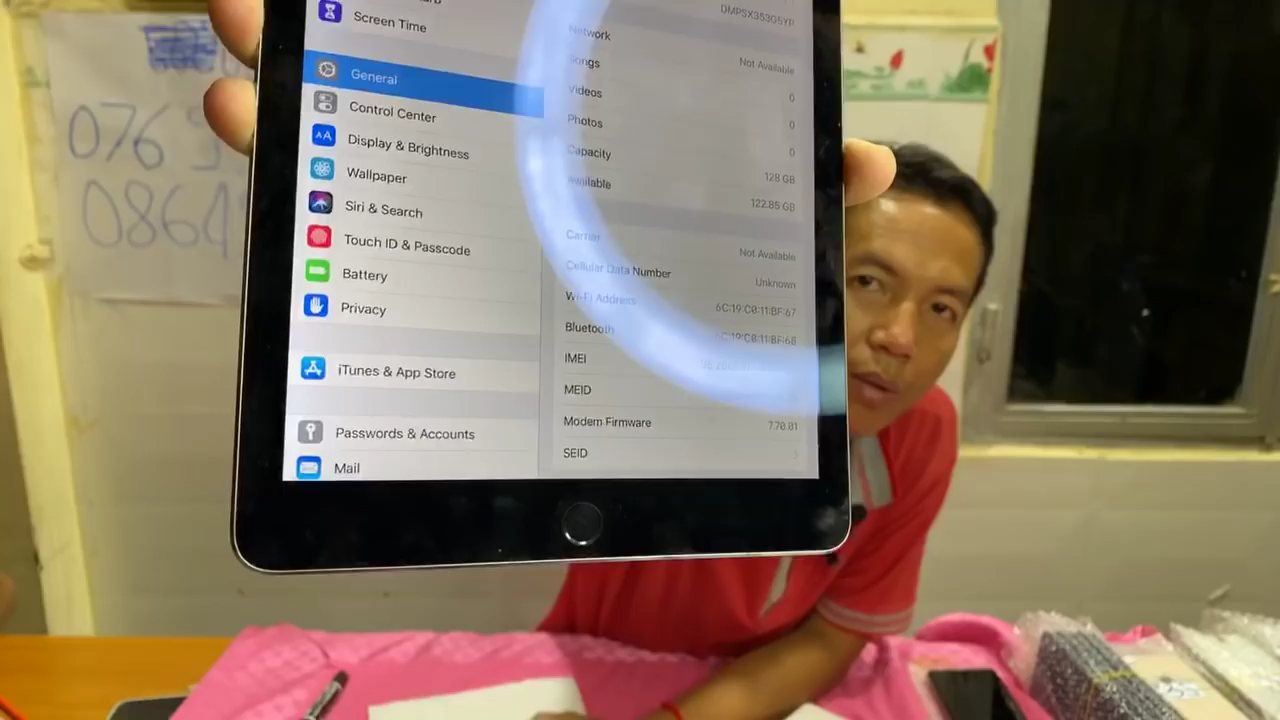 Screen Time
General
Control Center
Display & Brightness
Wallpaper
Siri & Search
Touch ID & Passcode
Battery
Privacy
iTunes & App Store
Passwords & Accounts
Mail
DMPSX353G5YP
Network
Not Available
Songs
0
Videos
0
Photos
0
Capacity
128 GB
Available
122.85 GB
Carrier
Not Available
Cellular Data Number
Unknown
Wi-Fi Address
6C:19:C0:11:BF:67
Bluetooth
6C:19:C0:11:BF:68
IMEI
MEID
Modem Firmware
7.70.01
SEID
076
0864